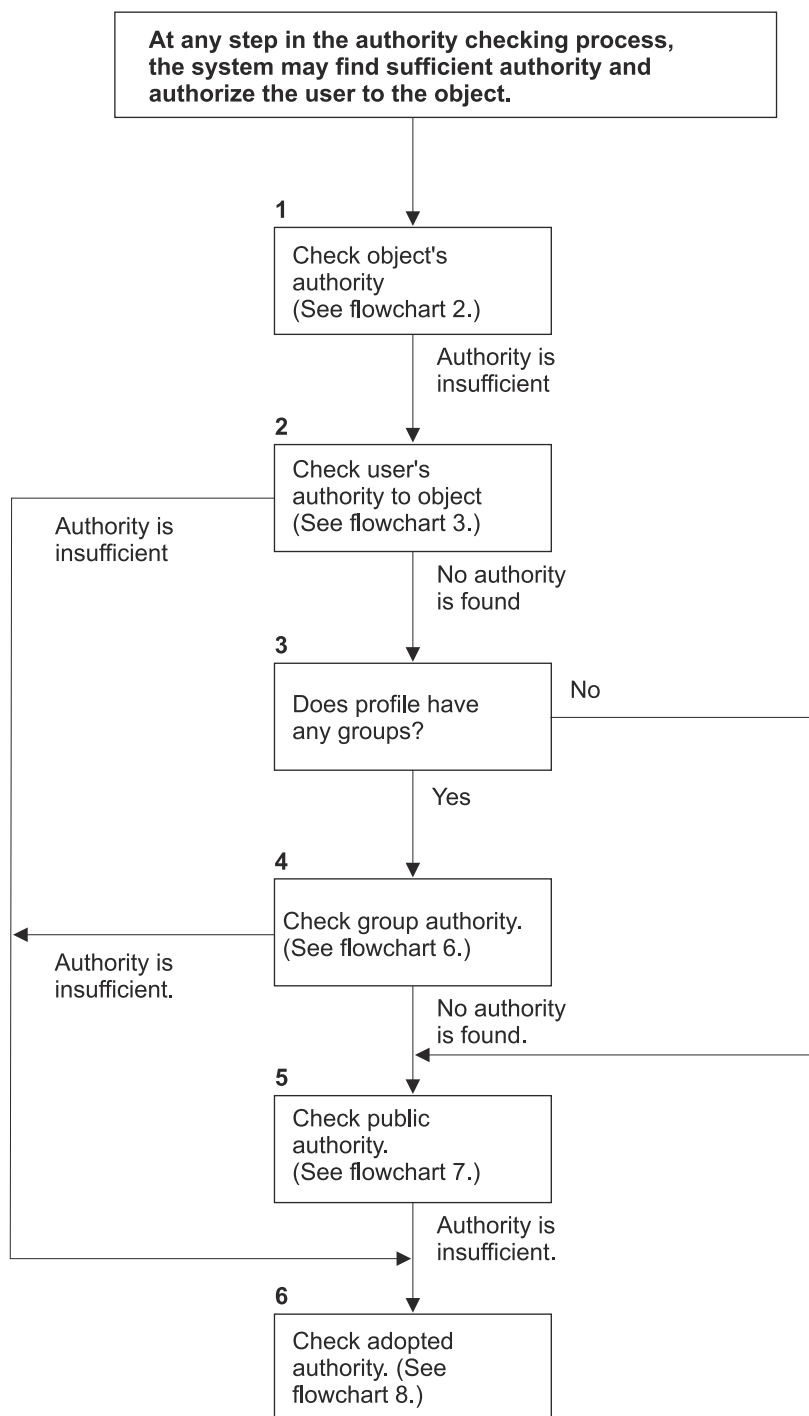 At any step in the authority checking process,
the system may find sufficient authority and
authorize the user to the object.
1
Check object's
authority
(See flowchart 2.)
Authority is
insufficient
2
Check user's
authority to object
(See flowchart 3.)
Authority is
insufficient
No authority
is found
3
Does profile have
any groups?
No
Yes
4
Check group authority.
(See flowchart 6.)
Authority is
insufficient.
No authority
is found.
5
Check public
authority.
(See flowchart 7.)
Authority is
insufficient.
6
Check adopted
authority. (See
flowchart 8.)